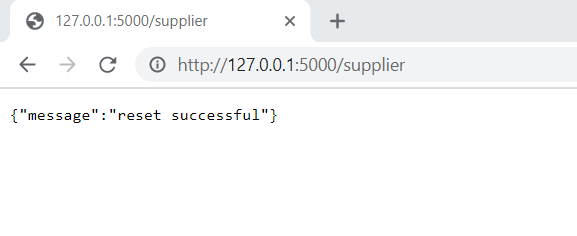 127.0.0.1:5000/supplier
http://127.0.0.1:5000/supplier
{"message":"reset successful"}